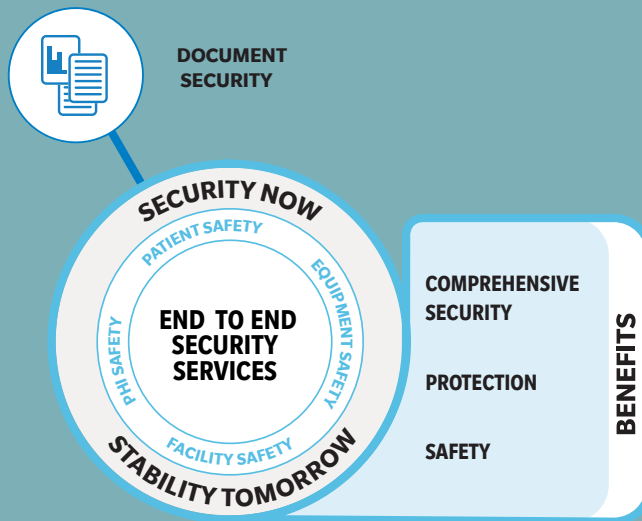 DOCUMENT
SECURITY
SECURITY NOW
PATIENT SAFETY
EQUIPMENT SAFETY
PHI SAFETY
END TO END
SECURITY
SERVICES
FACILITY SAFETY
STABILITY TOMORROW
COMPREHENSIVE
SECURITY
PROTECTION
SAFETY
BENEFITS